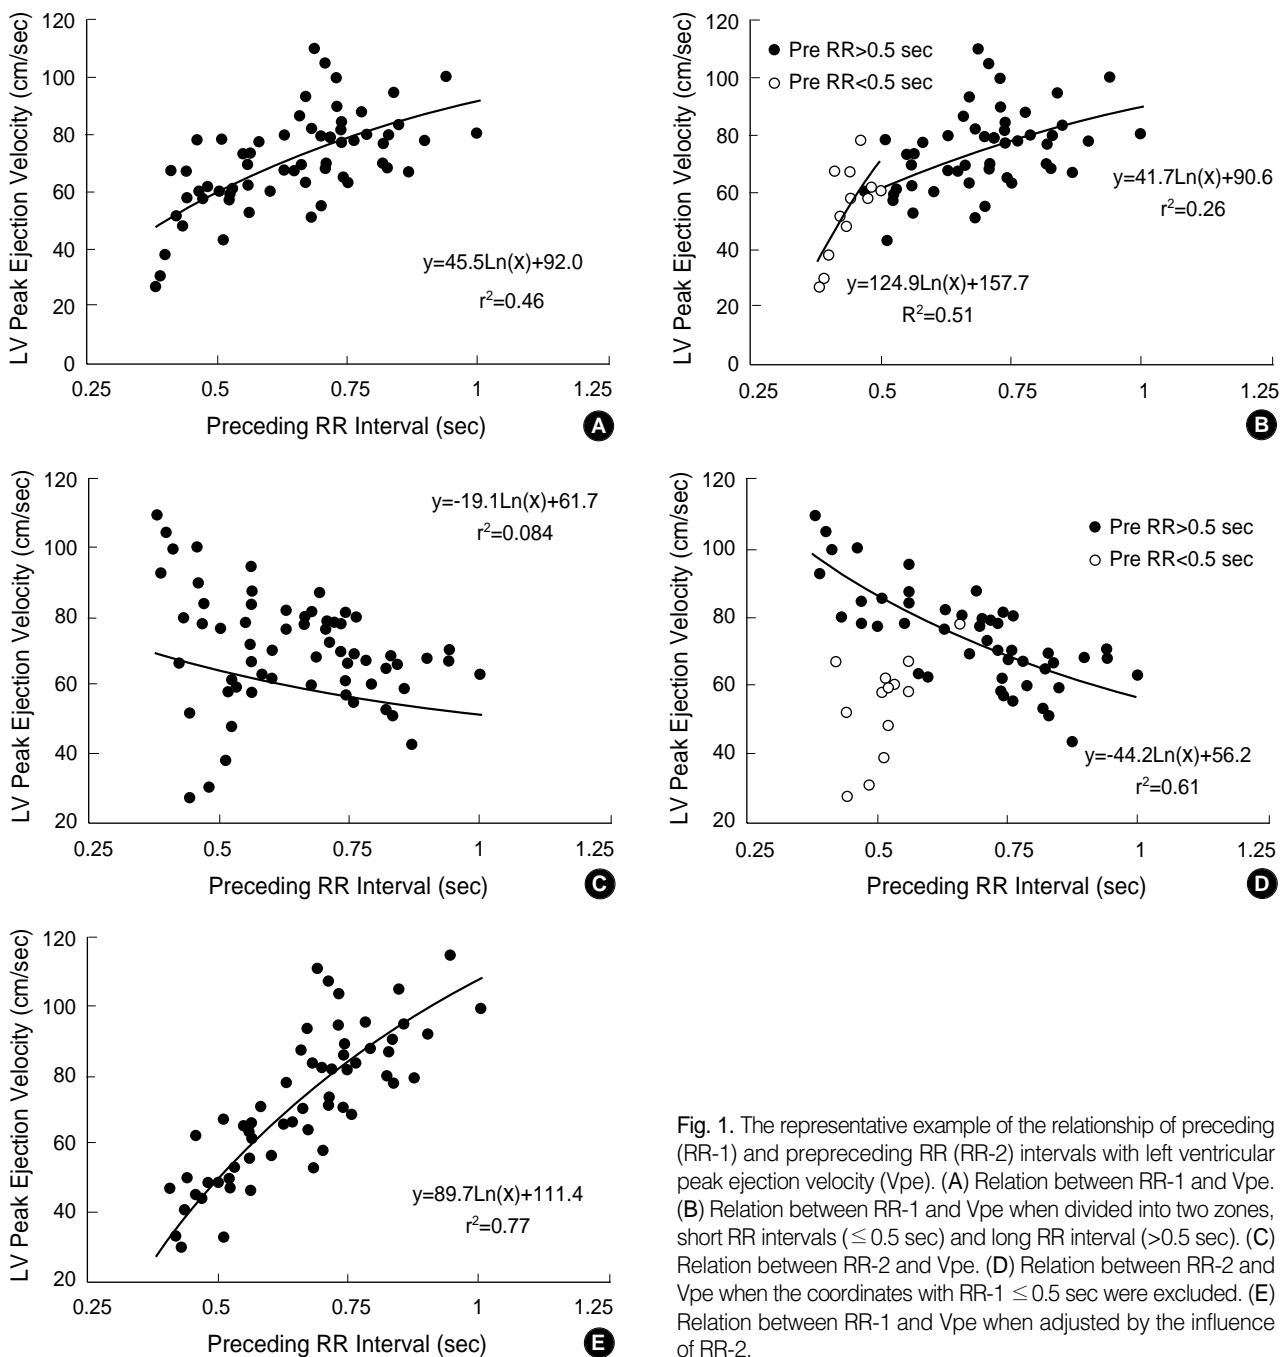 LV Peak Ejection Velocity (cm/sec)
120
100
80
60
40
20
0
y=45.5Ln(x)+92.0
r²=0.46
0.25 0.5 0.75 1 1.25
Preceding RR Interval (sec)
A
LV Peak Ejection Velocity (cm/sec)
120
100
80
60
40
20
0
Pre RR>0.5 sec
Pre RR<0.5 sec
y=41.7Ln(x)+90.6
r²=0.26
y=124.9Ln(x)+157.7
R²=0.51
0.25 0.5 0.75 1 1.25
Preceding RR Interval (sec)
B
LV Peak Ejection Velocity (cm/sec)
120
100
80
60
40
20
y=-19.1Ln(x)+61.7
r²=0.084
0.25 0.5 0.75 1 1.25
Preceding RR Interval (sec)
C
LV Peak Ejection Velocity (cm/sec)
120
100
80
60
40
20
Pre RR>0.5 sec
Pre RR<0.5 sec
y=-44.2Ln(x)+56.2
r²=0.61
0.25 0.5 0.75 1 1.25
Preceding RR Interval (sec)
D
LV Peak Ejection Velocity (cm/sec)
120
100
80
60
40
20
y=89.7Ln(x)+111.4
r²=0.77
0.25 0.5 0.75 1 1.25
Preceding RR Interval (sec)
E
Fig. 1. The representative example of the relationship of preceding
(RR-1) and prepreceding RR (RR-2) intervals with left ventricular
peak ejection velocity (Vpe). (A) Relation between RR-1 and Vpe.
(B) Relation between RR-1 and Vpe when divided into two zones,
short RR intervals (≤ 0.5 sec) and long RR interval (>0.5 sec). (C)
Relation between RR-2 and Vpe. (D) Relation between RR-2 and
Vpe when the coordinates with RR-1 ≤ 0.5 sec were excluded. (E)
Relation between RR-1 and Vpe when adjusted by the influence
of RR-2.